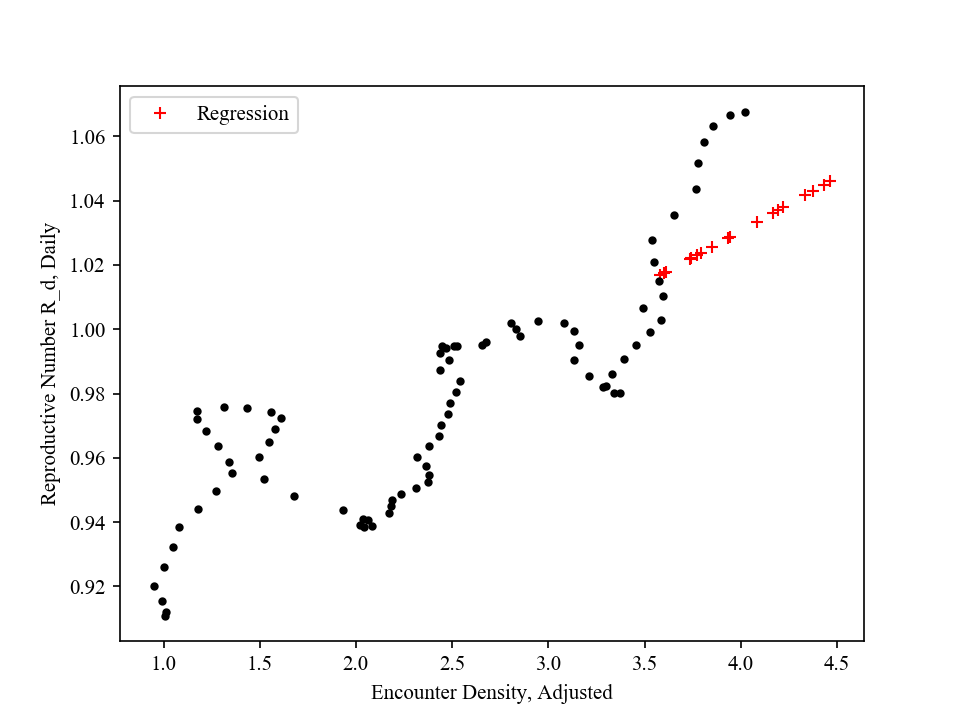 Regression
1.06
1.04
1.02
1.00
0.98
0.96
0.94
0.92
Reproductive Number R_d, Daily
1.0 1.5 2.0 2.5 3.0 3.5 4.0 4.5
Encounter Density, Adjusted